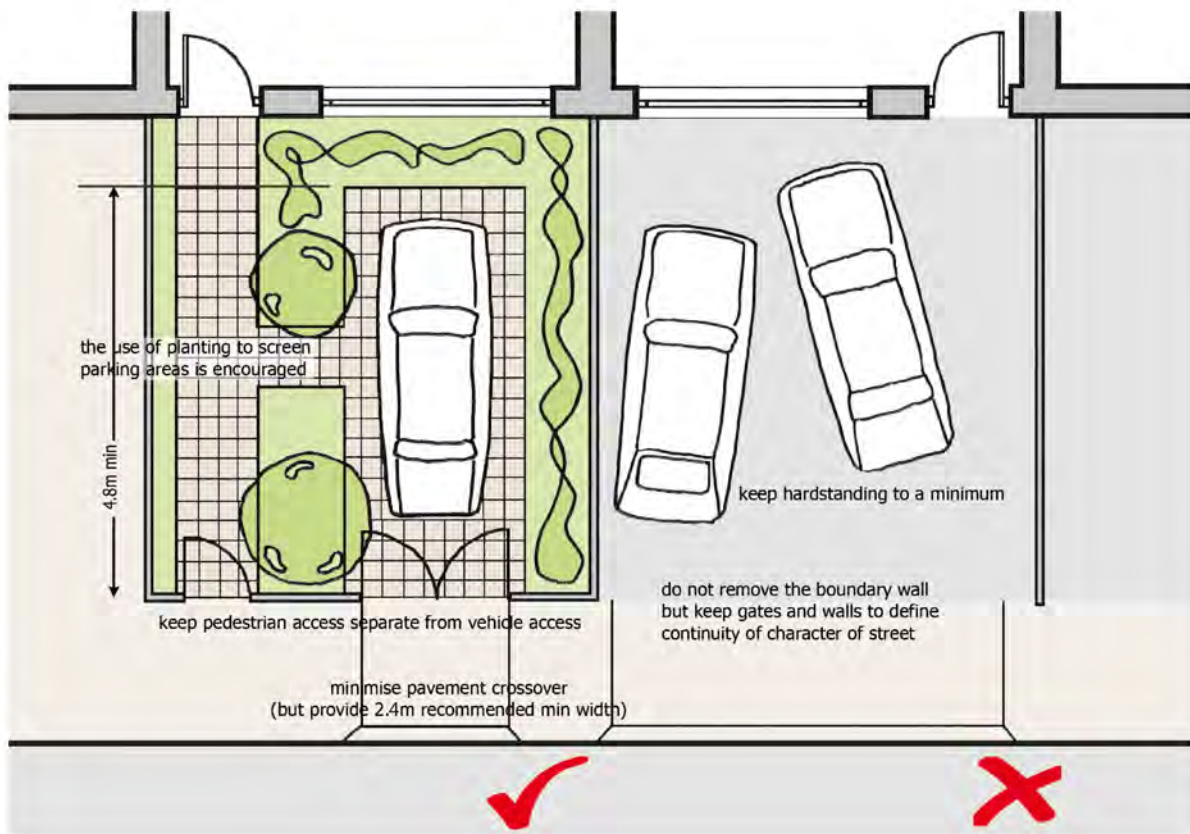 the use of planting to screen
parking areas is encouraged
4.8m min
keep hardstanding to a minimum
do not remove the boundary wall
but keep gates and walls to define
continuity of character of street
keep pedestrian access separate from vehicle access
minimise pavement crossover
(but provide 2.4m recommended min width)